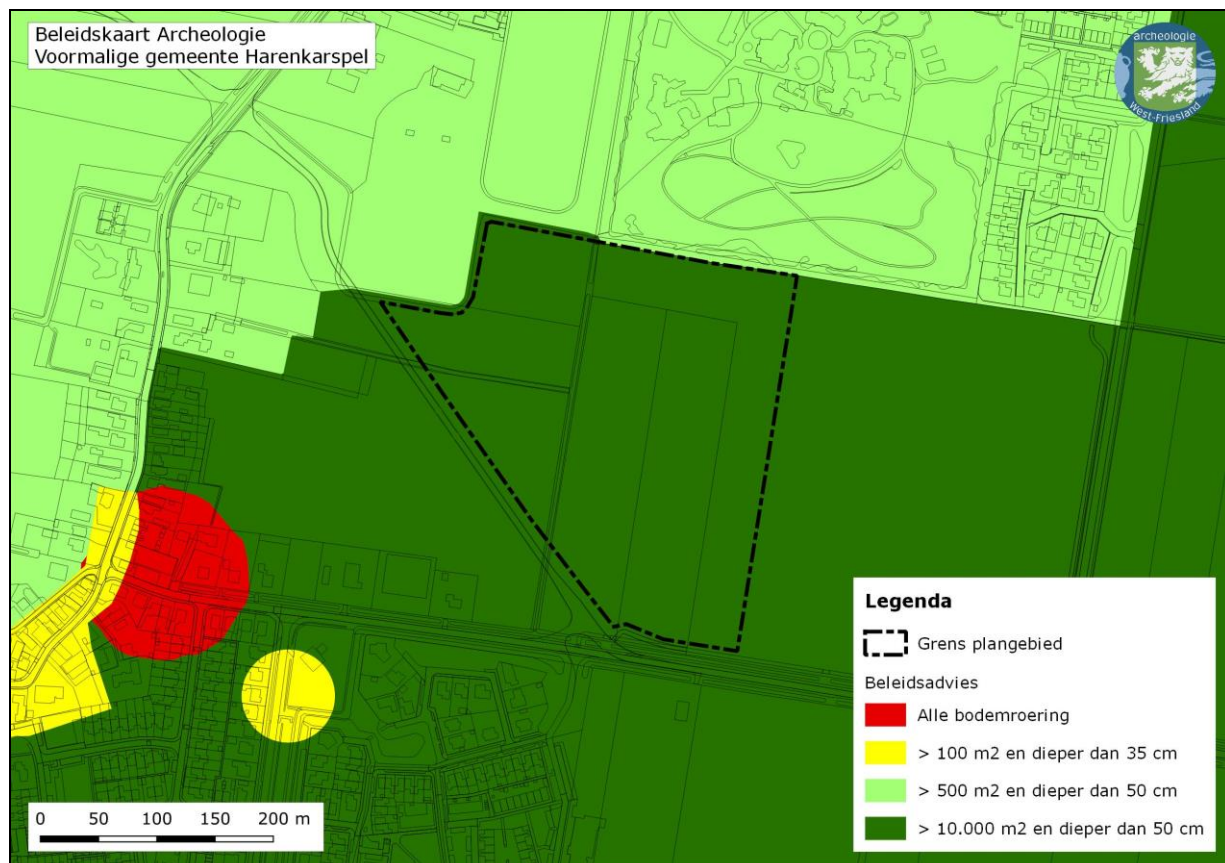 Beleidskaart Archeologie
Voormalige gemeente Harenkarspel
archeologie
West-Friesland
Legenda
Grens plangebied
Beleidsadvies
Alle bodemroering
> 100 m2 en dieper dan 35 cm
> 500 m2 en dieper dan 50 cm
> 10.000 m2 en dieper dan 50 cm
0 50 100 150 200 m